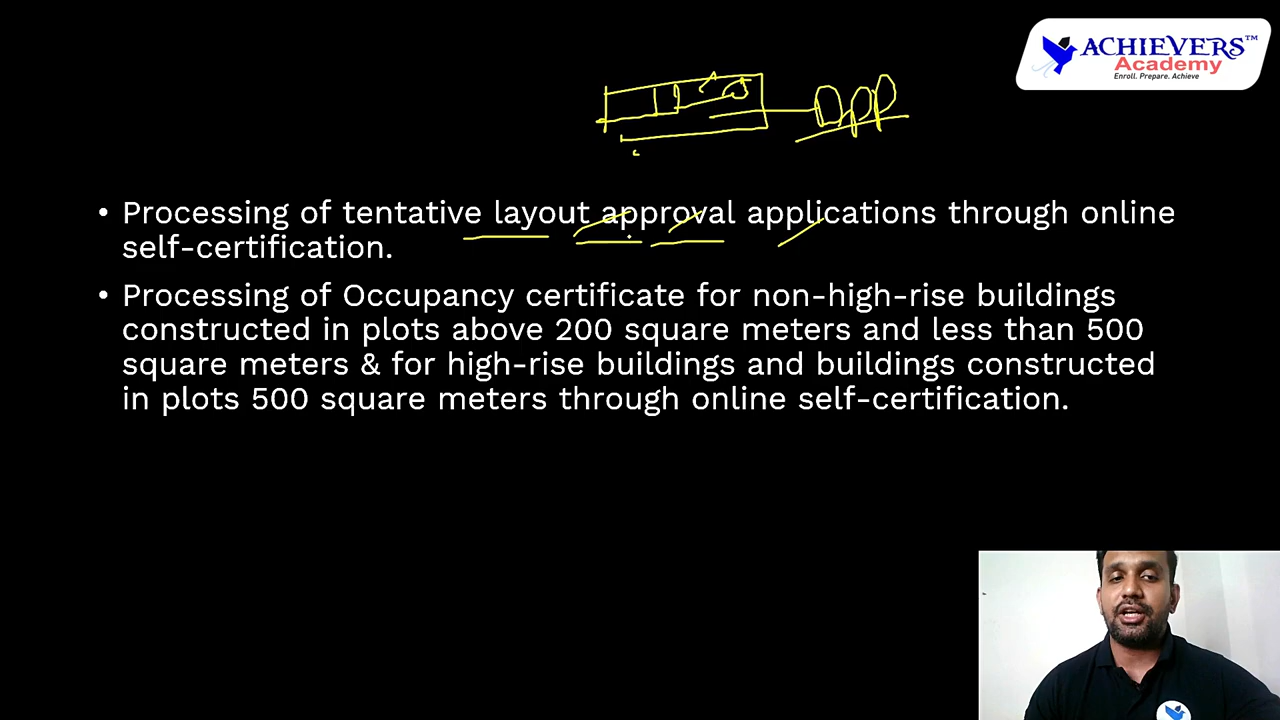 ACHIEVERS™
Academy
Enroll. Prepare. Achieve
app
• Processing of tentative layout approval applications through online
self-certification.
• Processing of Occupancy certificate for non-high-rise buildings
constructed in plots above 200 square meters and less than 500
square meters & for high-rise buildings and buildings constructed
in plots 500 square meters through online self-certification.